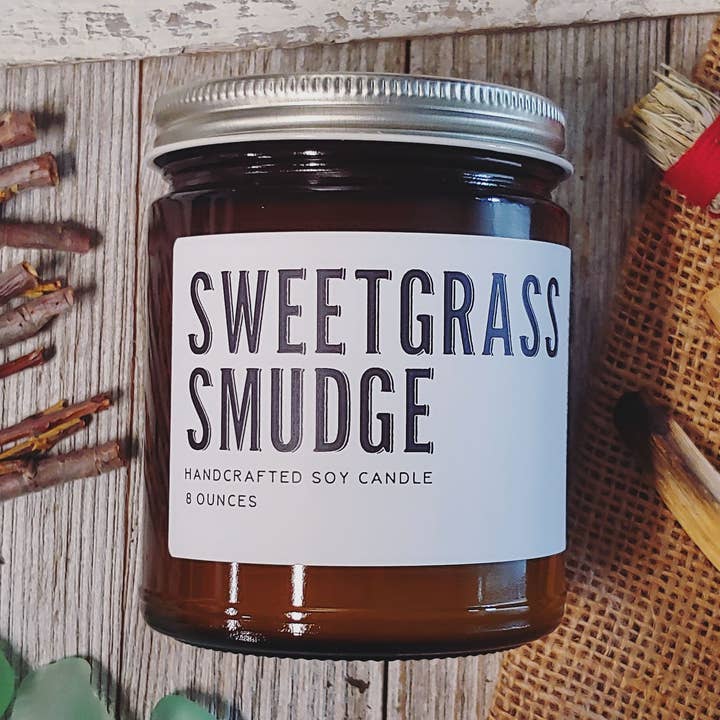 SWEETGRASS
SMUDGE
HANDCRAFTED SOY CANDLE
8 OUNCES